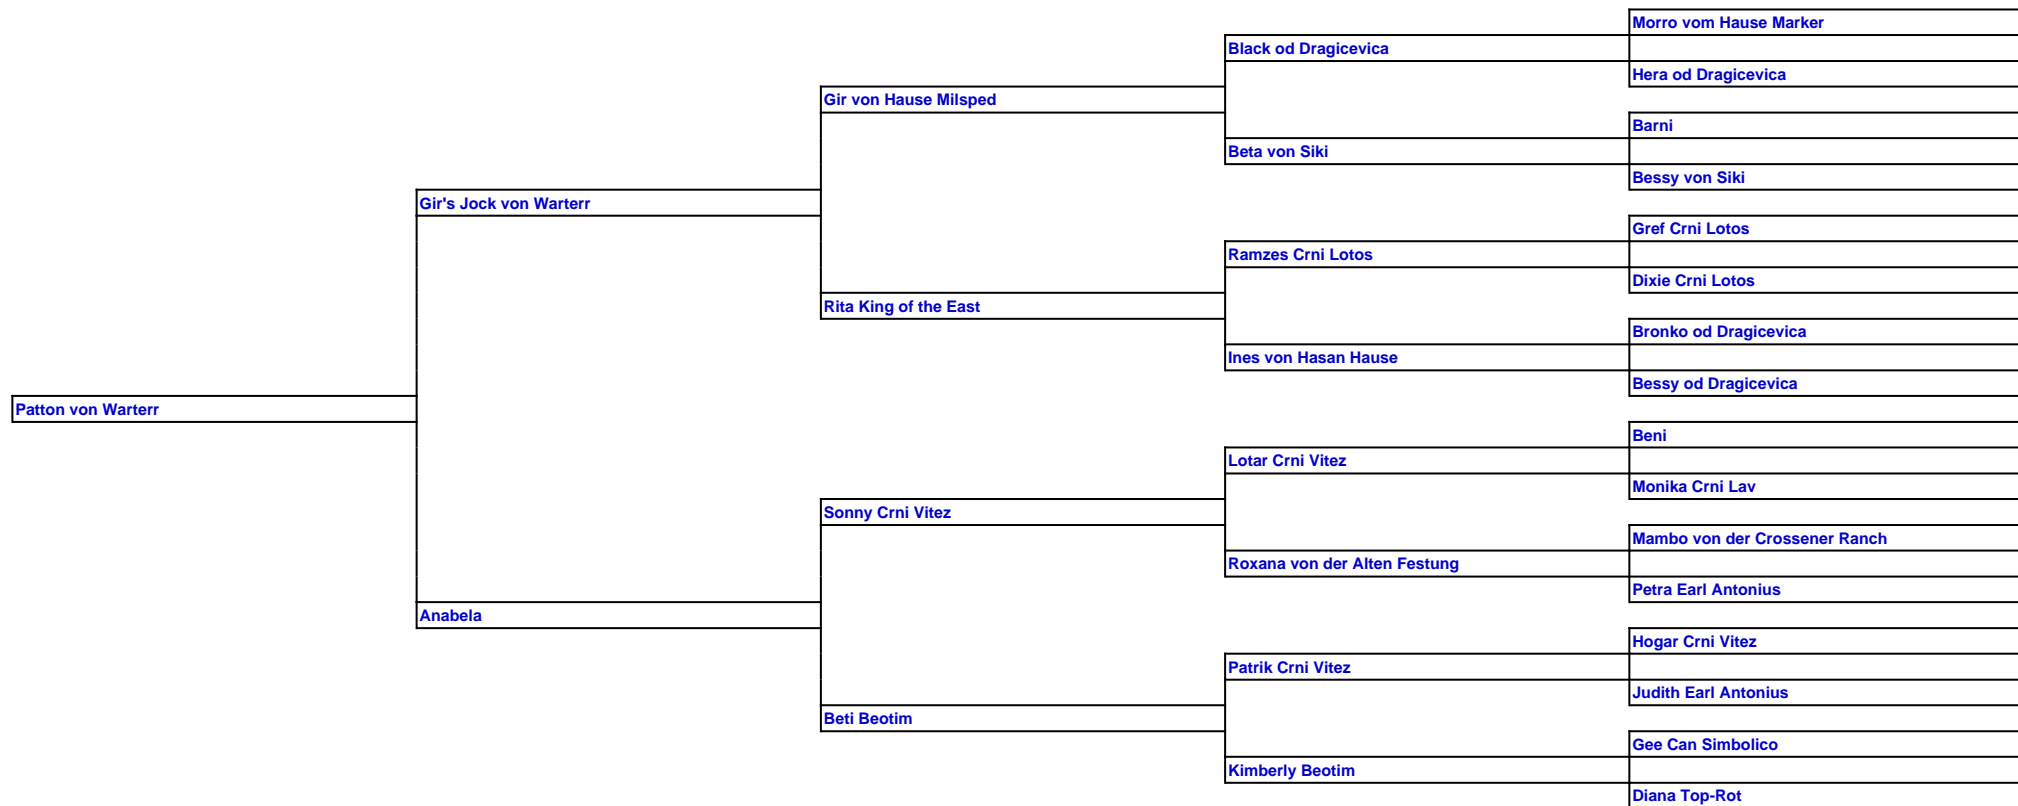 Morro vom Hause Marker
Black od Dragicevica
Hera od Dragicevica
Gir von Hause Milsped
Barni
Beta von Siki
Bessy von Siki
Gir's Jock von Warterr
Gref Crni Lotos
Ramzes Crni Lotos
Dixie Crni Lotos
Rita King of the East
Bronko od Dragicevica
Ines von Hasan Hause
Bessy od Dragicevica
Patton von Warterr
Beni
Lotar Crni Vitez
Monika Crni Lav
Sonny Crni Vitez
Mambo von der Crossener Ranch
Roxana von der Alten Festung
Petra Earl Antonius
Anabela
Hogar Crni Vitez
Patrik Crni Vitez
Judith Earl Antonius
Beti Beotim
Gee Can Simbolico
Kimberly Beotim
Diana Top-Rot